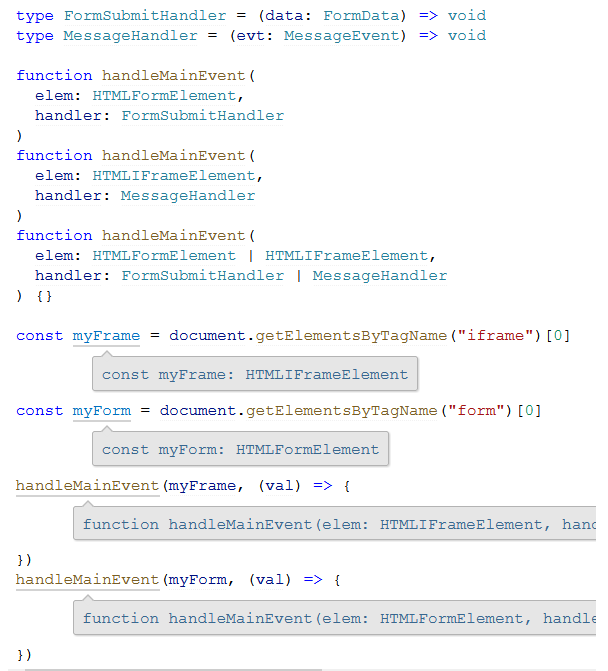 type FormSubmitHandler = (data: FormData) => void
type MessageHandler = (evt: MessageEvent) => void
function handleMainEvent(
elem: HTMLFormElement,
handler: FormSubmitHandler
)
function handleMainEvent(
elem: HTMLIFrameElement,
handler: MessageHandler
)
function handleMainEvent(
elem: HTMLFormElement | HTMLIFrameElement,
handler: FormSubmitHandler | MessageHandler
) {}
const myFrame = document.getElementsByTagName("iframe")[0]
const myFrame: HTMLIFrameElement
const myForm = document.getElementsByTagName("form")[0]
const myForm: HTMLFormElement
handleMainEvent(myFrame, (val) => {
function handleMainEvent(elem: HTMLIFrameElement, hand
})
handleMainEvent(myForm, (val) => {
function handleMainEvent(elem: HTMLFormElement, handle
})